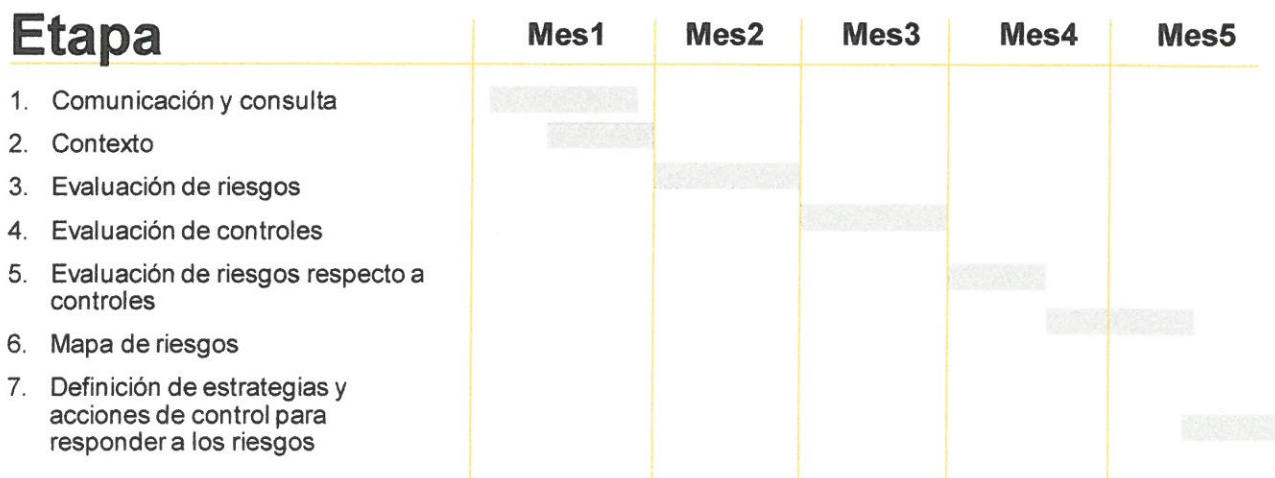 Etapa Mes1 Mes2 Mes3 Mes4 Mes5
1. Comunicación y consulta
2. Contexto
3. Evaluación de riesgos
4. Evaluación de controles
5. Evaluación de riesgos respecto a
controles
6. Mapa de riesgos
7. Definición de estrategias y
acciones de control para
responder a los riesgos